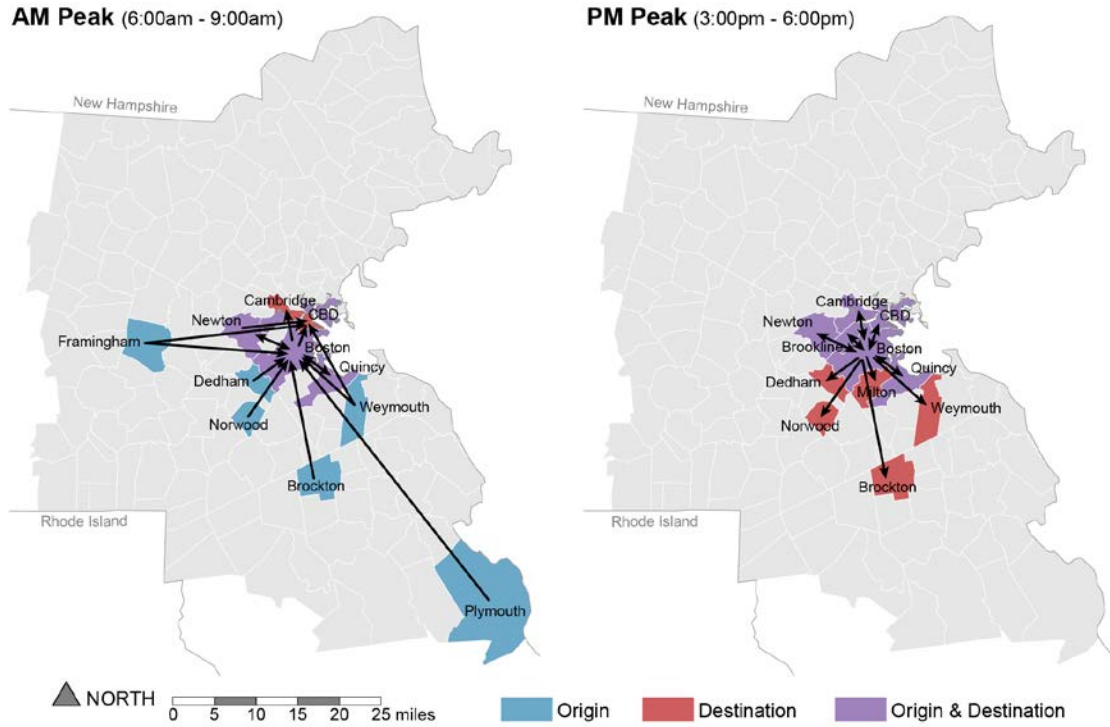 AM Peak (6:00am - 9:00am)
New Hampshire
Cambridge
CBD
Newton
Framingham
Boston
Quincy
Dedham
Weymouth
Norwood
Brockton
Rhode Island
Plymouth
PM Peak (3:00pm - 6:00pm)
New Hampshire
Cambridge
CBD
Newton
Brookline
Boston
Quincy
Dedham
Milton
Weymouth
Norwood
Brockton
Rhode Island
NORTH
0 5 10 15 20 25 miles
Origin
Destination
Origin & Destination